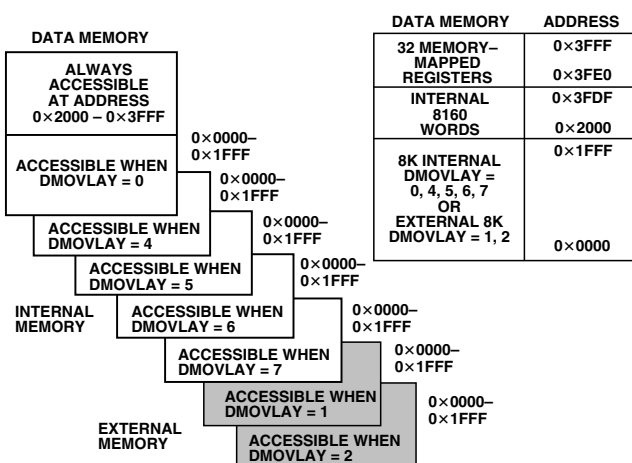 DATA MEMORY
ALWAYS
ACCESSIBLE
AT ADDRESS
0×2000 – 0×3FFF
ACCESSIBLE WHEN
DMOVLAY = 0
0×0000–
0×1FFF
ACCESSIBLE WHEN
DMOVLAY = 4
0×0000–
0×1FFF
ACCESSIBLE WHEN
DMOVLAY = 5
0×0000–
0×1FFF
INTERNAL
MEMORY
ACCESSIBLE WHEN
DMOVLAY = 6
0×0000–
0×1FFF
ACCESSIBLE WHEN
DMOVLAY = 7
0×0000–
0×1FFF
ACCESSIBLE WHEN
DMOVLAY = 1
0×0000–
0×1FFF
EXTERNAL
MEMORY
ACCESSIBLE WHEN
DMOVLAY = 2
0×0000–
0×1FFF
DATA MEMORY ADDRESS
32 MEMORY–
MAPPED
REGISTERS
0×3FFF
0×3FE0
INTERNAL
8160
WORDS
0×3FDF
0×2000
8K INTERNAL
DMOVLAY =
0, 4, 5, 6, 7
OR
EXTERNAL 8K
DMOVLAY = 1, 2
0×1FFF
0×0000